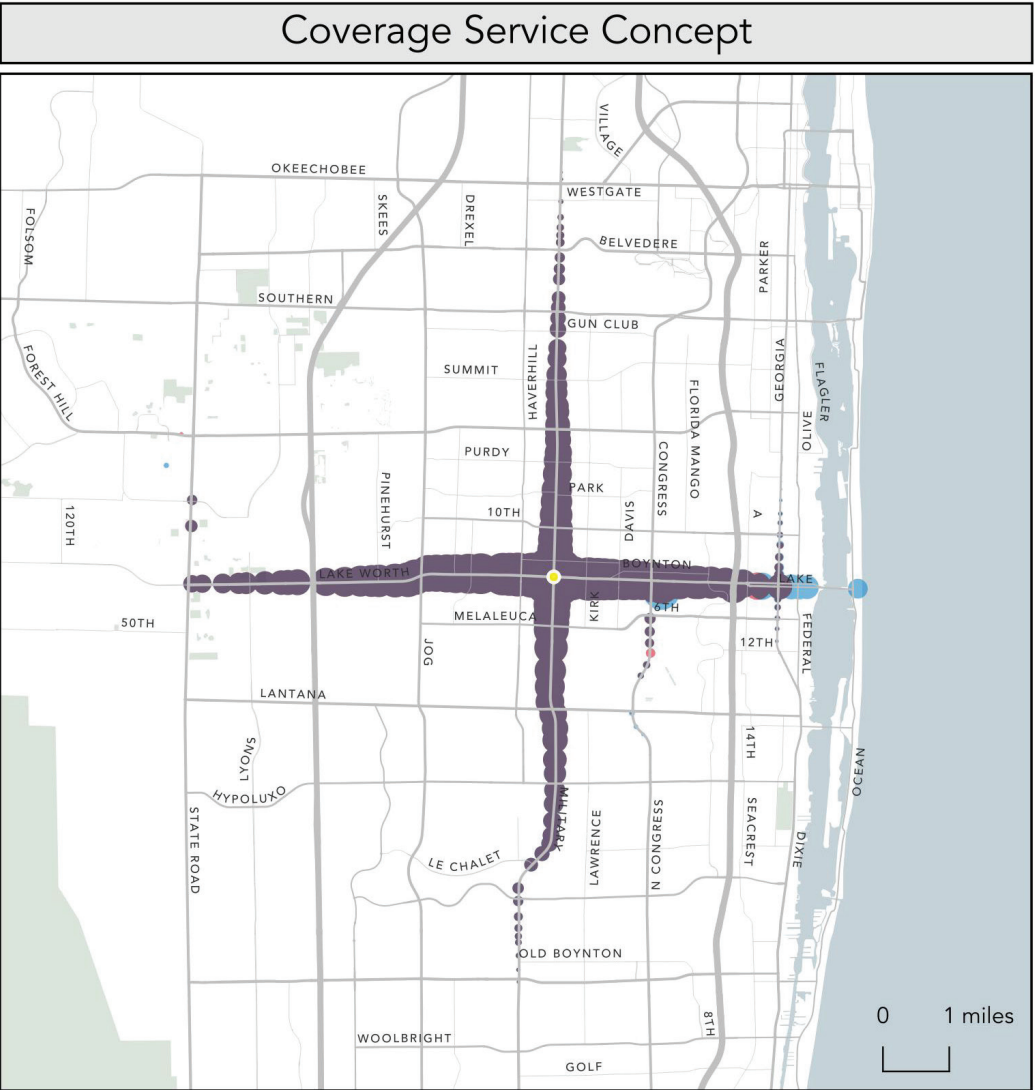 Coverage Service Concept
VILLAGE
OKEECHOBEE
WESTGATE
FOLSOM
SKEES
DREXEL
BELVEDERE
PARKER
SOUTHERN
GUN CLUB
FOREST HILL
SUMMIT
HAVERHILL
GEORGIA
FLAGLER
FLORIDA MANGO
OLIVE
PURDY
CONGRESS
PINEHURST
PARK
120TH
10TH
DAVIS
A
BOYNTON
LAKE WORTH
LAKE
KIRK
6TH
MELALEUCA
50TH
12TH
FEDERAL
JOG
LANTANA
LYONS
14TH
OCEAN
HYPOLUXO
MILITARY
STATE ROAD
LAWRENCE
N CONGRESS
SEACREST
DIXIE
LE CHALET
OLD BOYNTON
8TH
0 1 miles
WOOLBRIGHT
GOLF